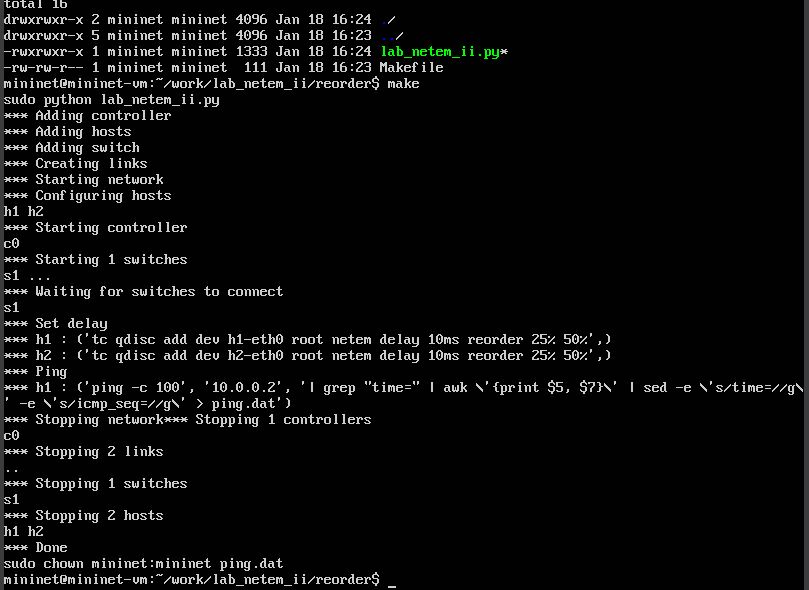 total 16
drwxrwxr-x 2 mininet mininet 4096 Jan 18 16:24 ./
drwxrwxr-x 5 mininet mininet 4096 Jan 18 16:23 ../
-rwxrwxr-x 1 mininet mininet 1333 Jan 18 16:24 lab_netem_ii.py*
-rw-rw-r-- 1 mininet mininet  111 Jan 18 16:23 Makefile
mininet@mininet-vm:~/work/lab_netem_ii/reorder$ make
sudo python lab_netem_ii.py
*** Adding controller
*** Adding hosts
*** Adding switch
*** Creating links
*** Starting network
*** Configuring hosts
h1 h2
*** Starting controller
c0
*** Starting 1 switches
s1 ...
*** Waiting for switches to connect
s1
*** Set delay
*** h1 : ('tc qdisc add dev h1-eth0 root netem delay 10ms reorder 25% 50%',)
*** h2 : ('tc qdisc add dev h2-eth0 root netem delay 10ms reorder 25% 50%',)
*** Ping
*** h1 : ('ping -c 100', '10.0.0.2', '| grep "time=" | awk \'{print $5, $7}\' | sed -e \'s/time=//g\
' -e \'s/icmp_seq=//g\' > ping.dat')
*** Stopping network*** Stopping 1 controllers
c0
*** Stopping 2 links
..
*** Stopping 1 switches
s1
*** Stopping 2 hosts
h1 h2
*** Done
sudo chown mininet:mininet ping.dat
mininet@mininet-vm:~/work/lab_netem_ii/reorder$ _